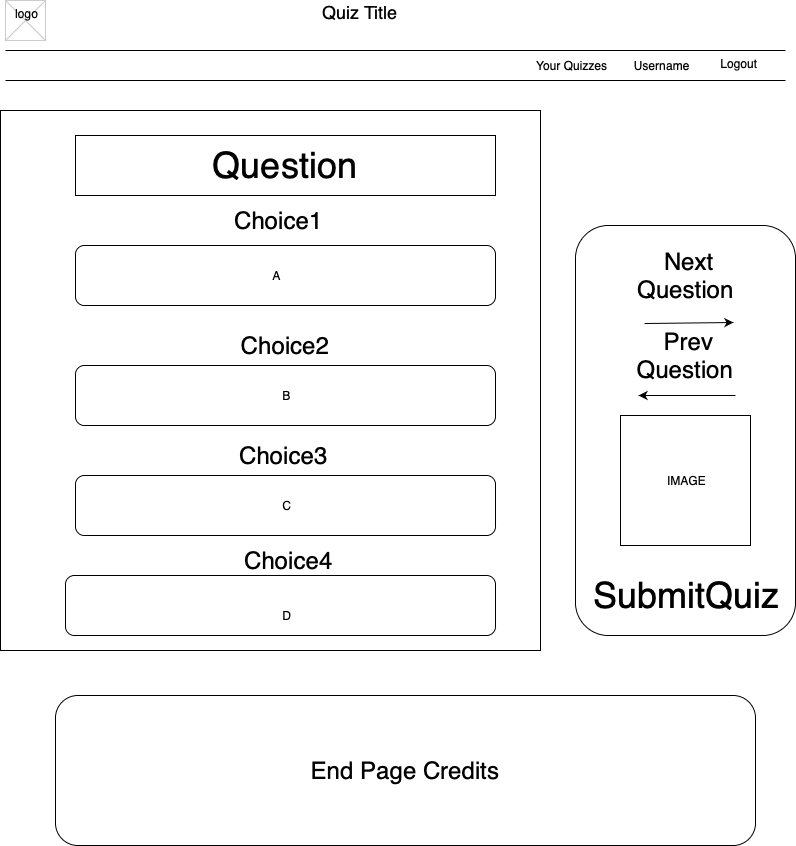 logo
Quiz Title
Your Quizzes
Username
Logout
Question
Choice1
A
Choice2
B
Choice3
C
Choice4
D
Next
Question
Prev
Question
IMAGE
SubmitQuiz
End Page Credits